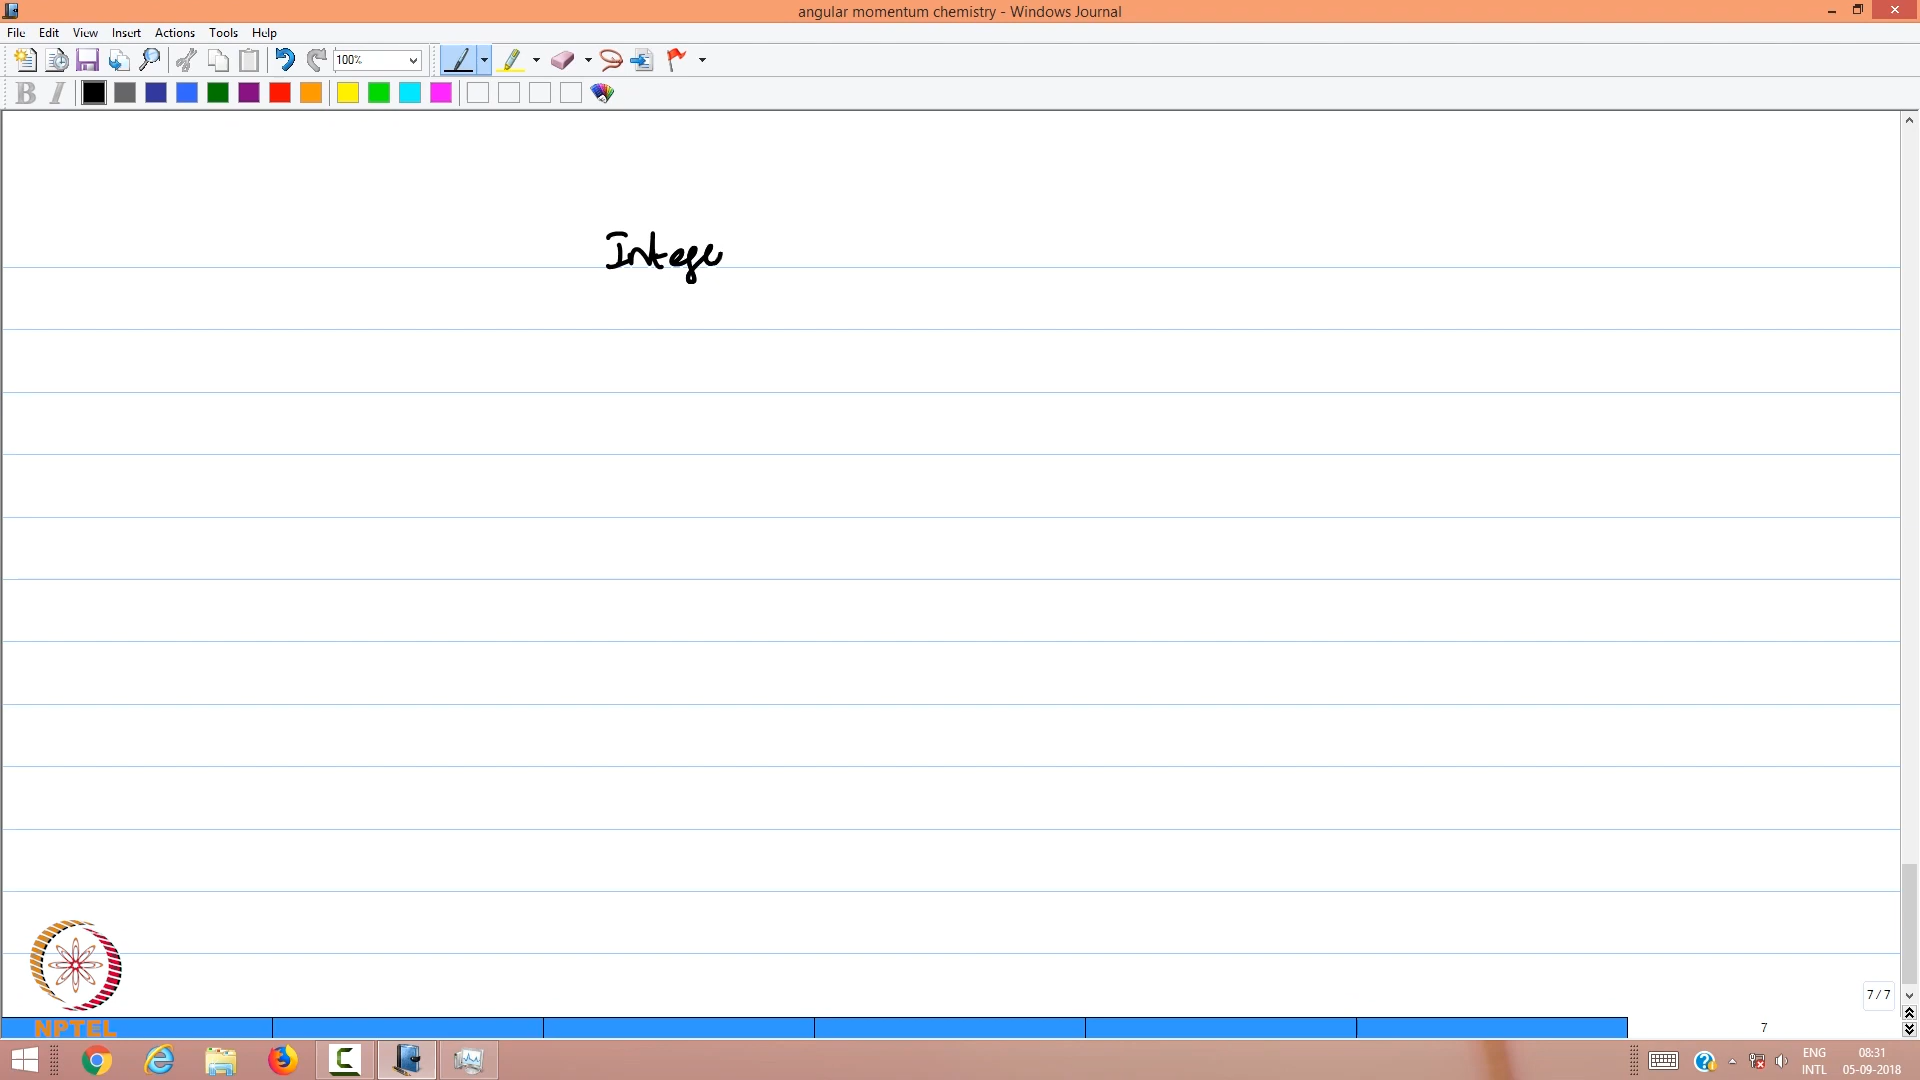 angular momentum chemistry - Windows Journal
File Edit View Insert Actions Tools Help
100%
B I
Intege
7 / 7
NPTEL
7
ENG 08:31
INTL 05-09-2018